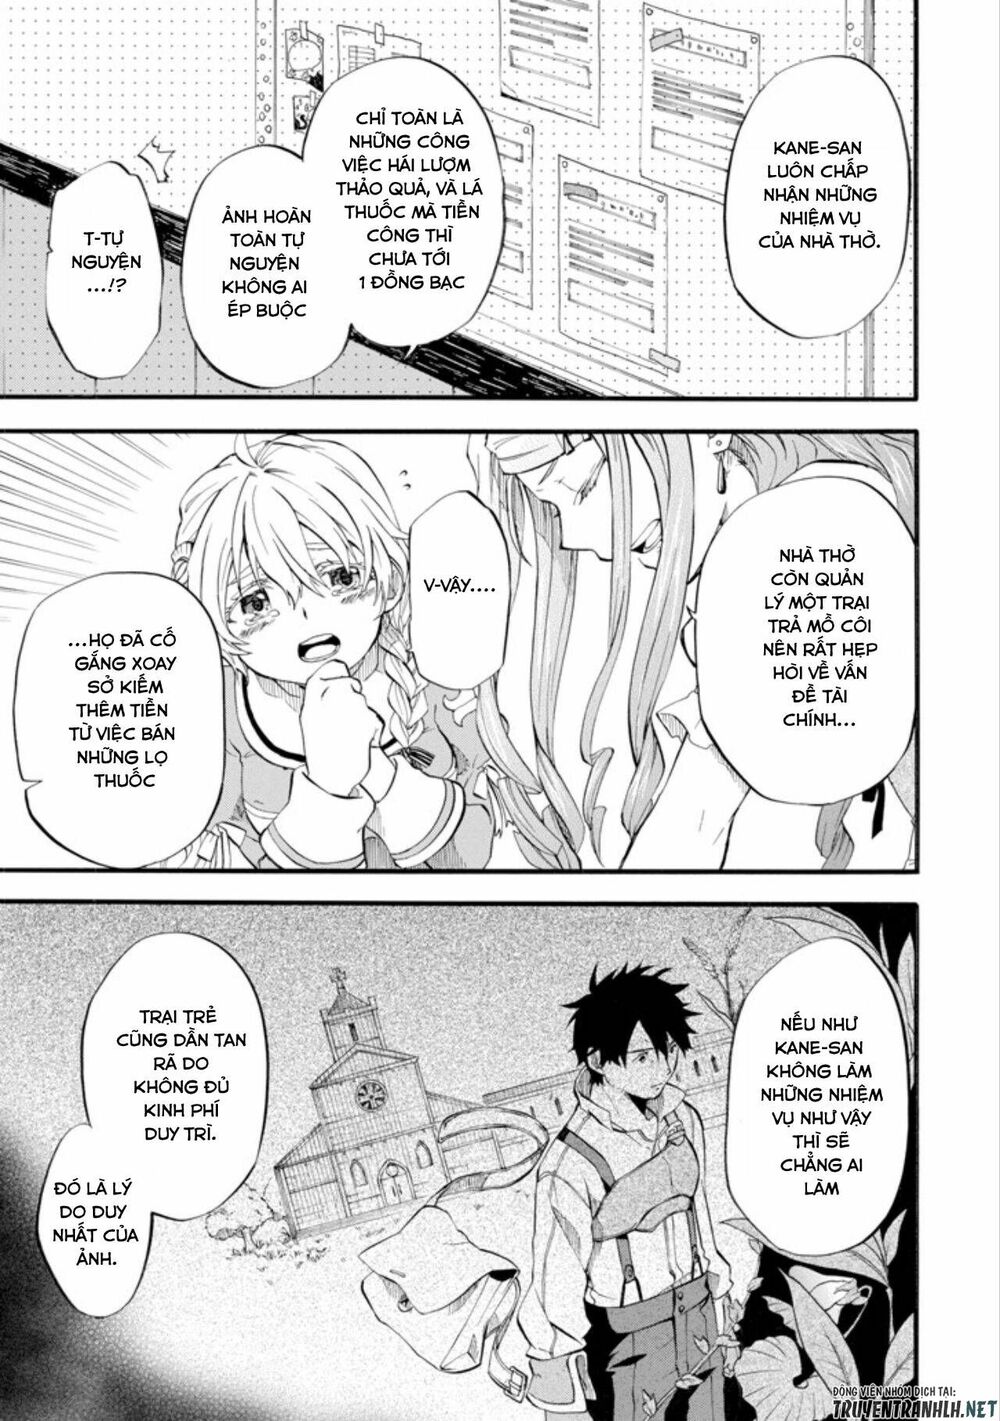 KANE-SAN
LUÔN CHẤP
NHẬN NHỮNG
NHIỆM VỤ
CỦA NHÀ THỜ.
CHỈ TOÀN LÀ
NHỮNG CÔNG
VIỆC HÁI LƯỢM
THẢO QUẢ, VÀ LÁ
THUỐC MÀ TIỀN
CÔNG THÌ
CHƯA TỚI
1 ĐỒNG BẠC
ẢNH HOÀN
TOÀN TỰ
NGUYỆN
KHÔNG AI
ÉP BUỘC
T-TỰ
NGUYỆN
...!?
NHÀ THỜ
CÒN QUẢN
LÝ MỘT TRẠI
TRẢ MỒ CÔI
NÊN RẤT HẸP
HÒI VỀ VẤN
ĐỀ TÀI
CHÍNH...
V-VẬY....
...HỌ ĐÃ CỐ
GẮNG XOAY
SỞ KIẾM
THÊM TIỀN
TỪ VIỆC BÁN
NHỮNG LỌ
THUỐC
NẾU NHƯ
KANE-SAN
KHÔNG LÀM
NHỮNG NHIỆM
VỤ NHƯ VẬY
THÌ SẼ
CHẲNG AI
LÀM
TRẠI TRẺ
CŨNG DẦN TAN
RÃ DO
KHÔNG ĐỦ
KINH PHÍ
DUY TRÌ.
ĐÓ LÀ LÝ
DO DUY
NHẤT CỦA
ẢNH.
ĐỘNG VIÊN NHÓM DỊCH TẠI:
TRUYENTRANHLH.NET